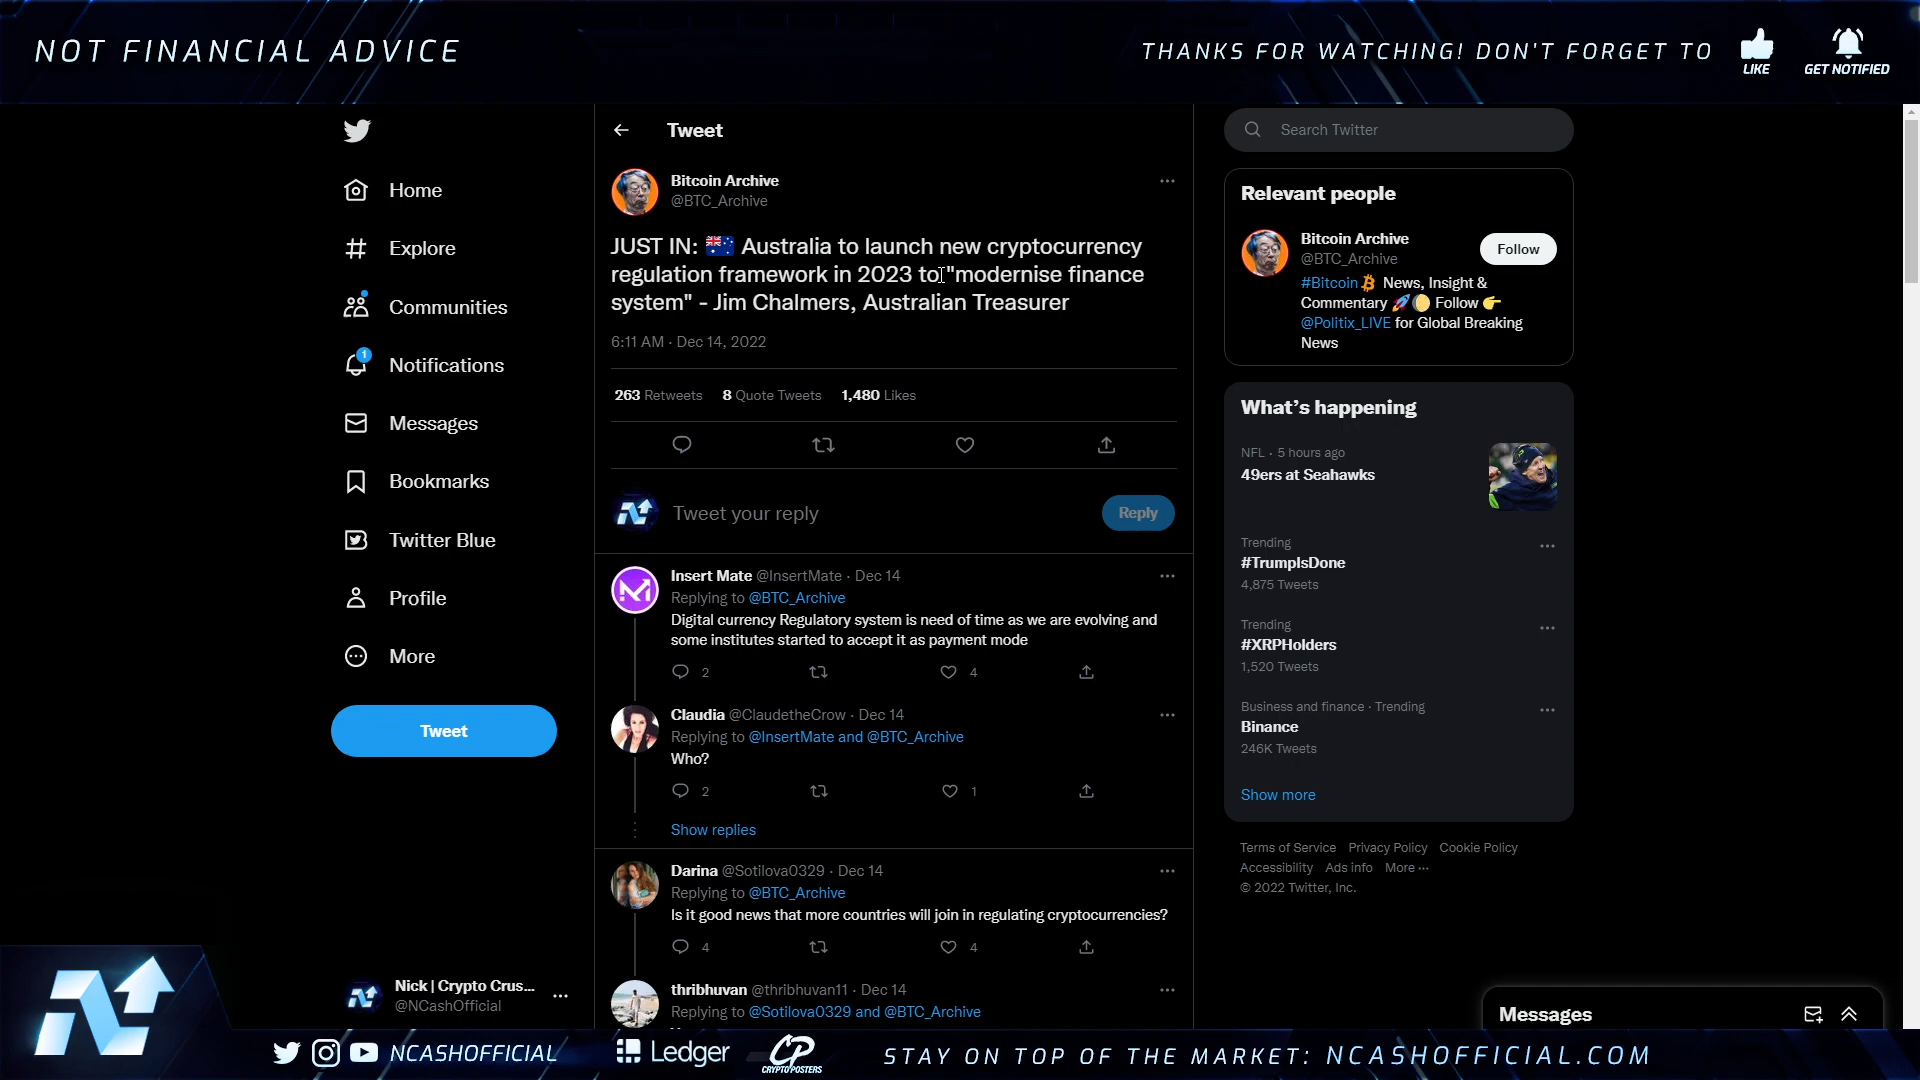 NOT FINANCIAL ADVICE
THANKS FOR WATCHING! DON'T FORGET TO
LIKE
GET NOTIFIED
Home
Explore
Communities
1
Notifications
Messages
Bookmarks
Twitter Blue
Profile
More
Tweet
Nick | Crypto Crus...
@NCashOfficial
Tweet
Bitcoin Archive
@BTC_Archive
JUST IN: 🇦🇺 Australia to launch new cryptocurrency
regulation framework in 2023 to "modernise finance
system" - Jim Chalmers, Australian Treasurer
6:11 AM · Dec 14, 2022
263 Retweets 8 Quote Tweets 1,480 Likes
Tweet your reply
Reply
Insert Mate @InsertMate · Dec 14
Replying to @BTC_Archive
Digital currency Regulatory system is need of time as we are evolving and
some institutes started to accept it as payment mode
2 4
Claudia @ClaudetheCrow · Dec 14
Replying to @InsertMate and @BTC_Archive
Who?
2 1
Show replies
Darina @Sotilova0329 · Dec 14
Replying to @BTC_Archive
Is it good news that more countries will join in regulating cryptocurrencies?
4 4
thribhuvan @thribhuvan11 · Dec 14
Replying to @Sotilova0329 and @BTC_Archive
Search Twitter
Relevant people
Bitcoin Archive
@BTC_Archive
Follow
#Bitcoin News, Insight &
Commentary 🚀🌔 Follow 👉
@Politix_LIVE for Global Breaking
News
What's happening
NFL · 5 hours ago
49ers at Seahawks
Trending
#TrumpIsDone
4,875 Tweets
Trending
#XRPHolders
1,520 Tweets
Business and finance · Trending
Binance
246K Tweets
Show more
Terms of Service Privacy Policy Cookie Policy
Accessibility Ads info More ···
© 2022 Twitter, Inc.
Messages
NCASHOFFICIAL
Ledger
CP
CRYPTOPOSTERS
STAY ON TOP OF THE MARKET: NCASHOFFICIAL.COM